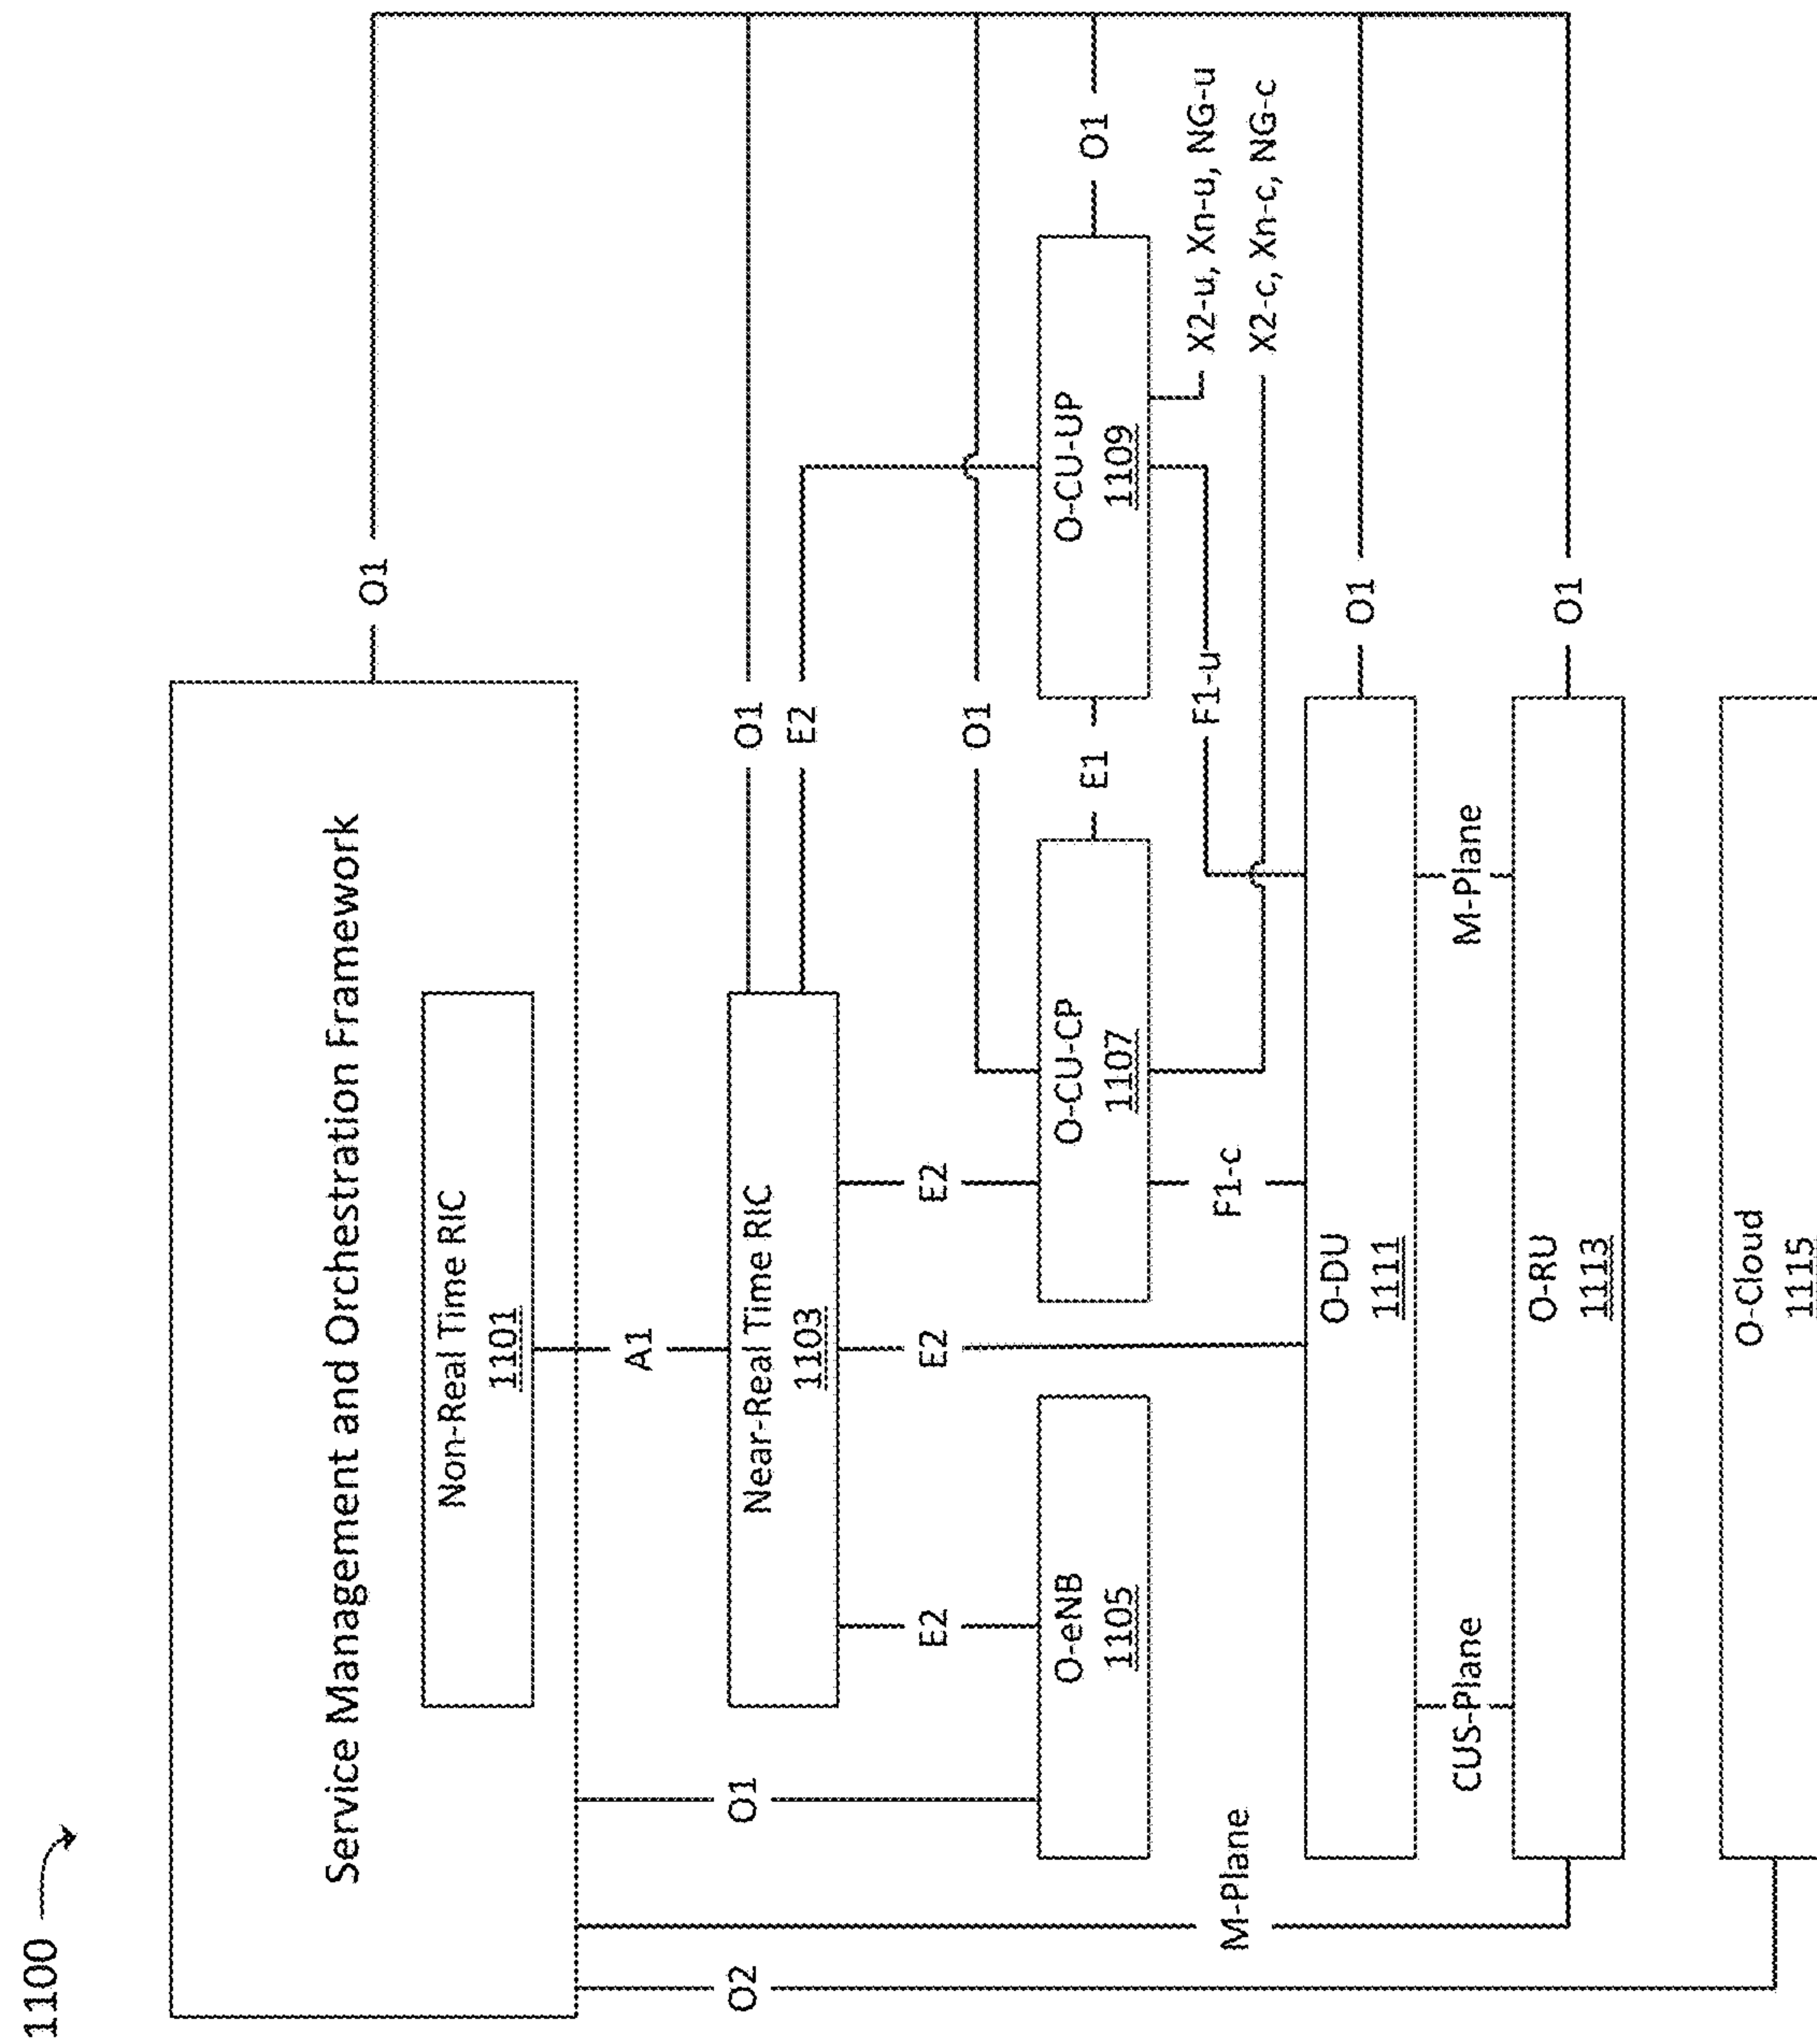 1100
Service Management and Orchestration Framework
O1
Non-Real Time RIC
1101
A1
O2
O1
Near-Real Time RIC
1103
O1
E2
E2
E2
E2
O1
O-eNB
1105
O-CU-CP
1107
E1
O-CU-UP
1109
O1
F1-u
X2-u, Xn-u, NG-u
M-Plane
F1-c
X2-c, Xn-c, NG-c
O-DU
1111
O1
CUS-Plane
M-Plane
O-RU
1113
O1
O-Cloud
1115